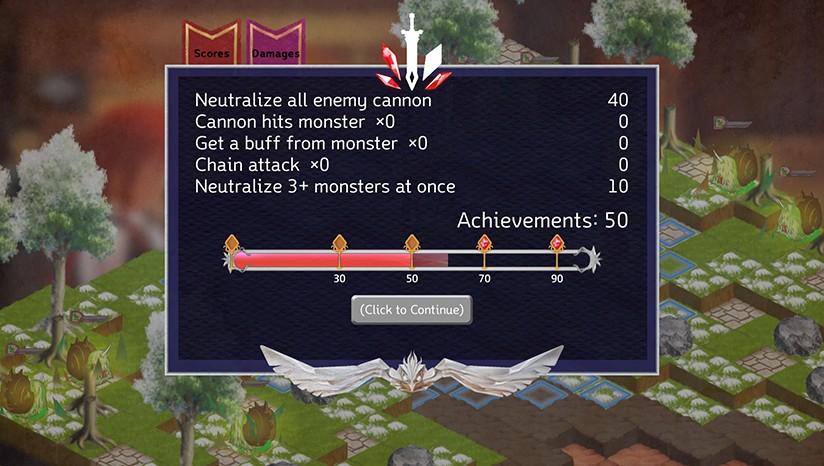 Scores
Damages
Neutralize all enemy cannon 40
Cannon hits monster ×0 0
Get a buff from monster ×0 0
Chain attack ×0 0
Neutralize 3+ monsters at once 10
Achievements: 50
30 50 70 90
(Click to Continue)